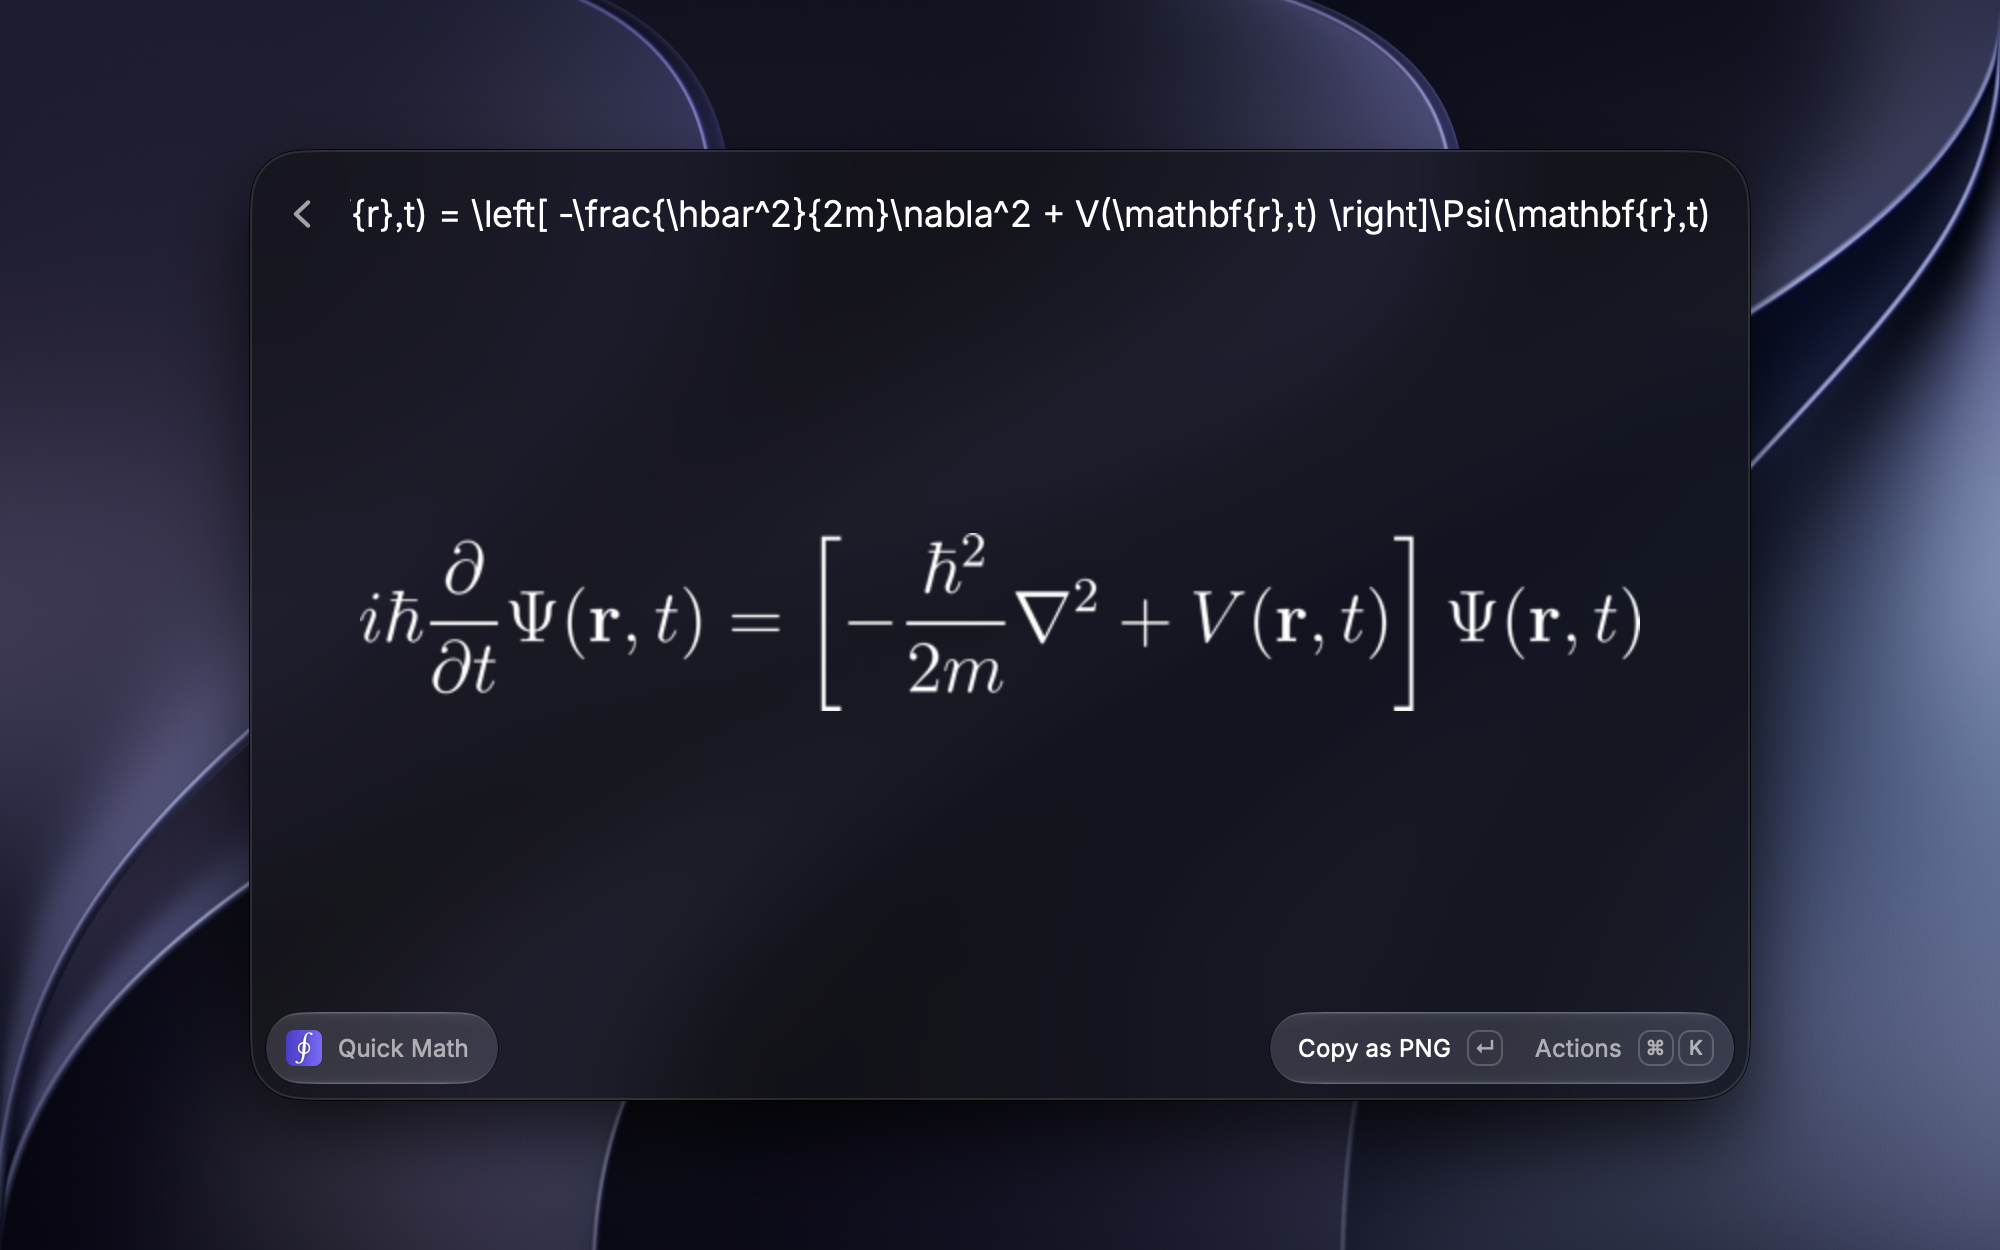 {r},t) = \left[ -\frac{\hbar^2}{2m}\nabla^2 + V(\mathbf{r},t) \right]\Psi(\mathbf{r},t)
iħ ∂/∂t Ψ(𝐫, t) = [−ħ²/2m ∇² + V(𝐫, t)] Ψ(𝐫, t)
∮ Quick Math
Copy as PNG ↵ Actions ⌘ K